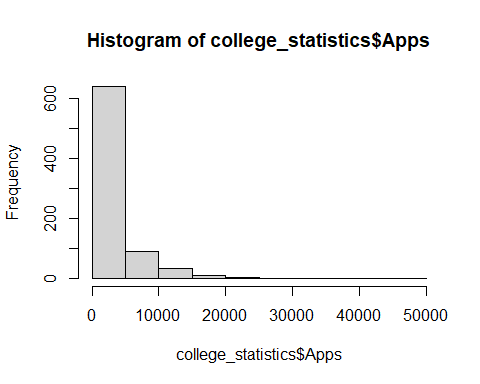 Histogram of college_statistics$Apps
Frequency
600
400
200
0
0 10000 20000 30000 40000 50000
college_statistics$Apps